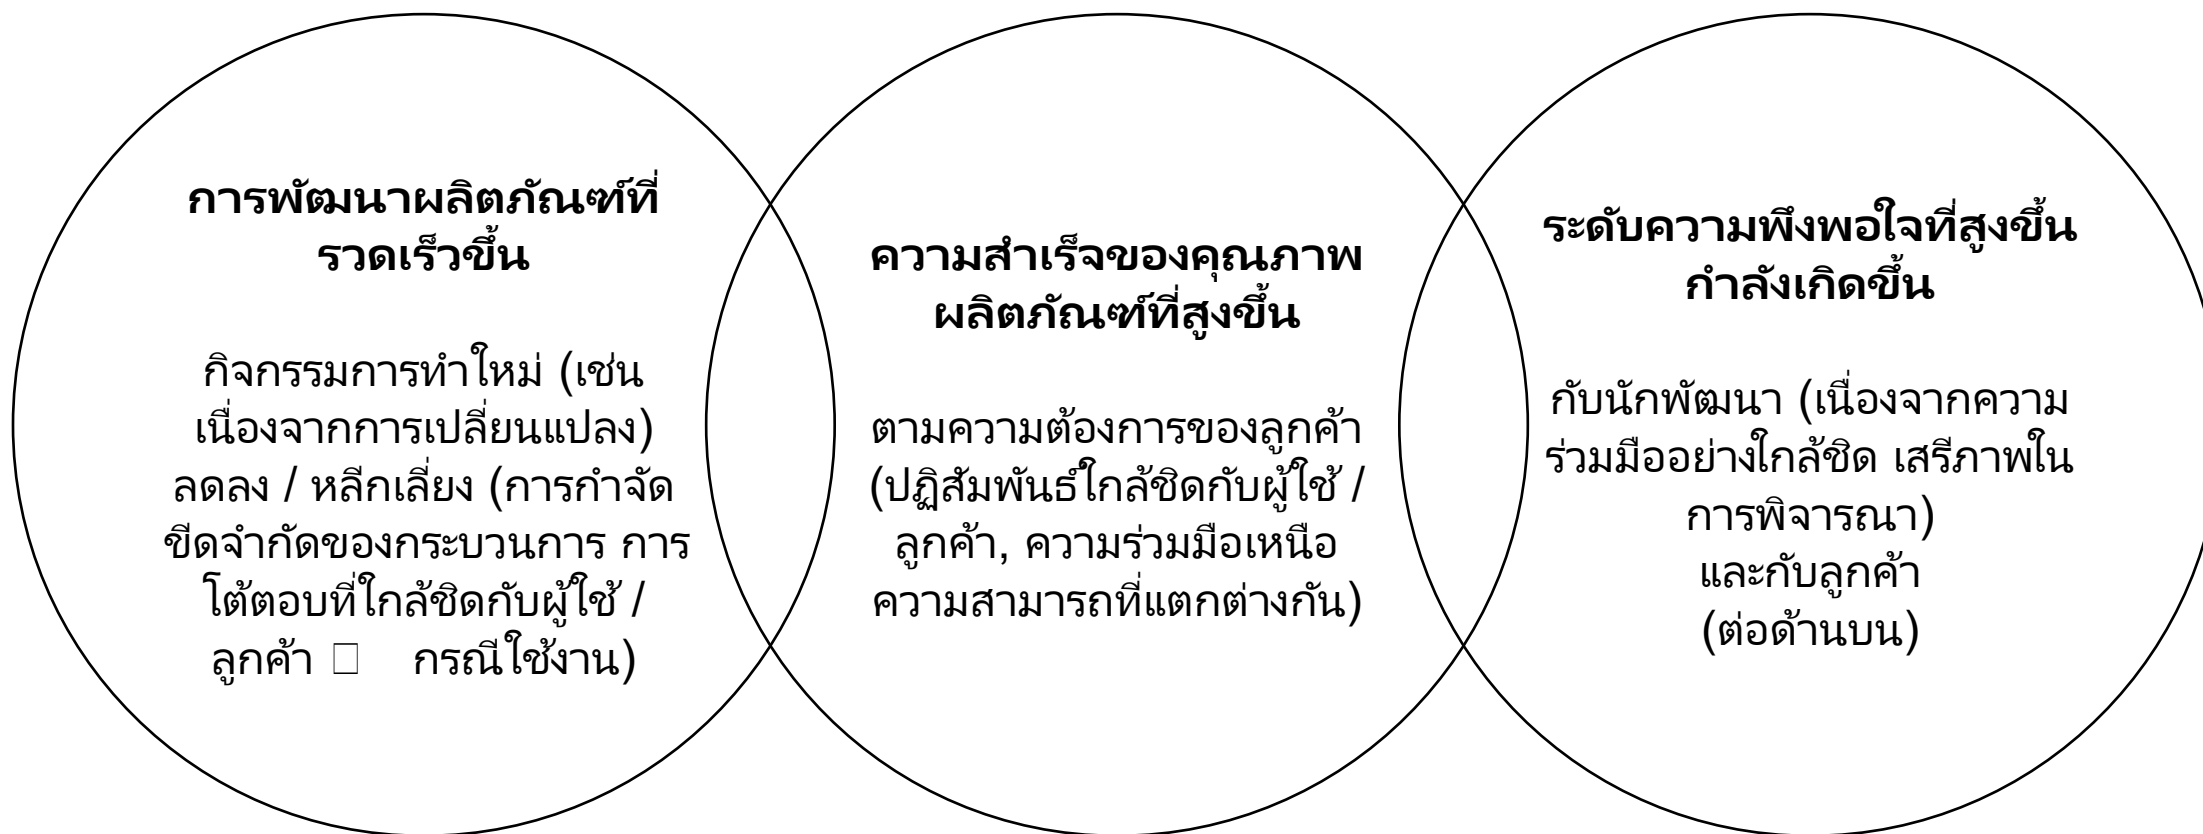 การพัฒนาผลิตภัณฑ์ที่
รวดเร็วขึ้น
กิจกรรมการทำใหม่ (เช่น
เนื่องจากการเปลี่ยนแปลง)
ลดลง / หลีกเลี่ยง (การกำจัด
ขีดจำกัดของกระบวนการ การ
โต้ตอบที่ใกล้ชิดกับผู้ใช้ /
ลูกค้า □ กรณีใช้งาน)
ความสำเร็จของคุณภาพ
ผลิตภัณฑ์ที่สูงขึ้น
ตามความต้องการของลูกค้า
(ปฏิสัมพันธ์ใกล้ชิดกับผู้ใช้ /
ลูกค้า, ความร่วมมือเหนือ
ความสามารถที่แตกต่างกัน)
ระดับความพึงพอใจที่สูงขึ้น
กำลังเกิดขึ้น
กับนักพัฒนา (เนื่องจากความ
ร่วมมืออย่างใกล้ชิด เสรีภาพใน
การพิจารณา)
และกับลูกค้า
(ต่อด้านบน)